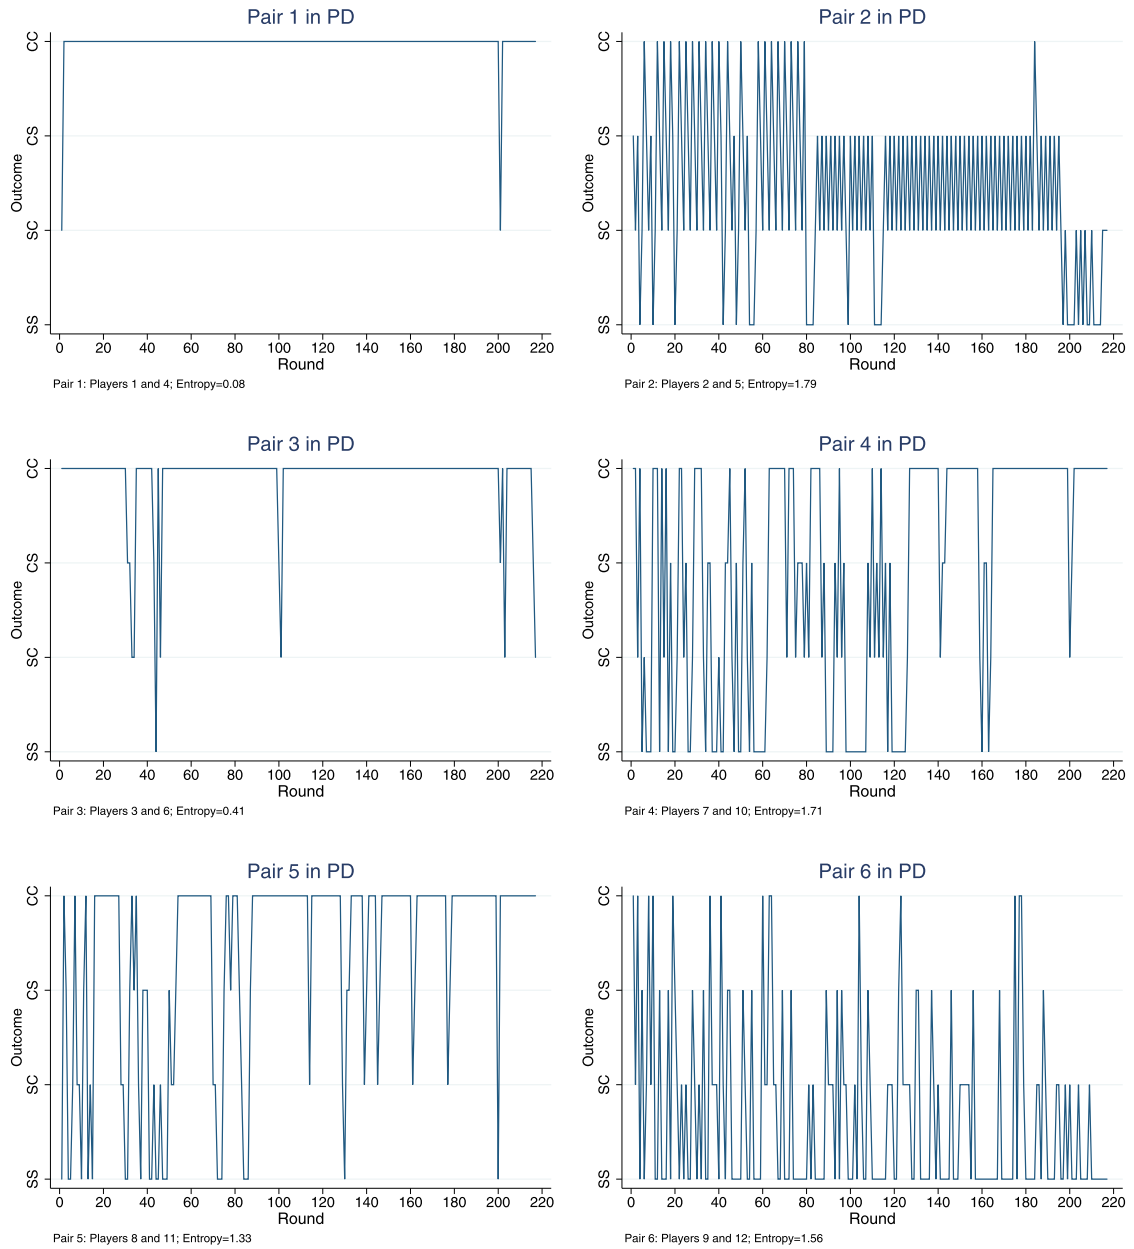 Pair 1 in PD
Outcome
CC
CS
SC
SS
0 20 40 60 80 100 120 140 160 180 200 220
Round
Pair 1: Players 1 and 4; Entropy=0.08
Pair 2 in PD
Outcome
CC
CS
SC
SS
0 20 40 60 80 100 120 140 160 180 200 220
Round
Pair 2: Players 2 and 5; Entropy=1.79
Pair 3 in PD
Outcome
CC
CS
SC
SS
0 20 40 60 80 100 120 140 160 180 200 220
Round
Pair 3: Players 3 and 6; Entropy=0.41
Pair 4 in PD
Outcome
CC
CS
SC
SS
0 20 40 60 80 100 120 140 160 180 200 220
Round
Pair 4: Players 7 and 10; Entropy=1.71
Pair 5 in PD
Outcome
CC
CS
SC
SS
0 20 40 60 80 100 120 140 160 180 200 220
Round
Pair 5: Players 8 and 11; Entropy=1.33
Pair 6 in PD
Outcome
CC
CS
SC
SS
0 20 40 60 80 100 120 140 160 180 200 220
Round
Pair 6: Players 9 and 12; Entropy=1.56